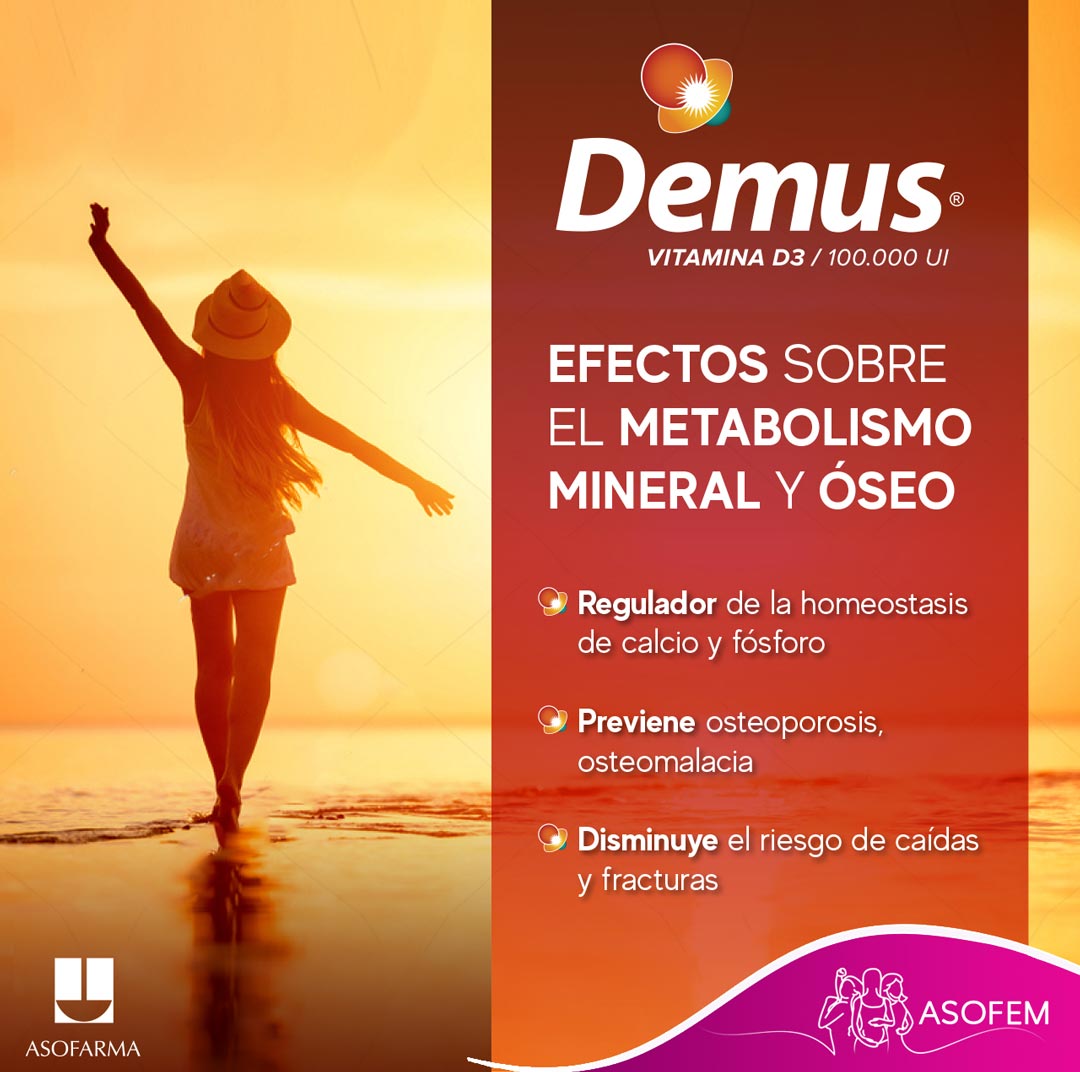 Demus®
VITAMINA D3 / 100.000 UI
EFECTOS SOBRE
EL METABOLISMO
MINERAL Y ÓSEO
Regulador de la homeostasis
de calcio y fósforo
Previene osteoporosis,
osteomalacia
Disminuye el riesgo de caídas
y fracturas
ASOFARMA
ASOFEM